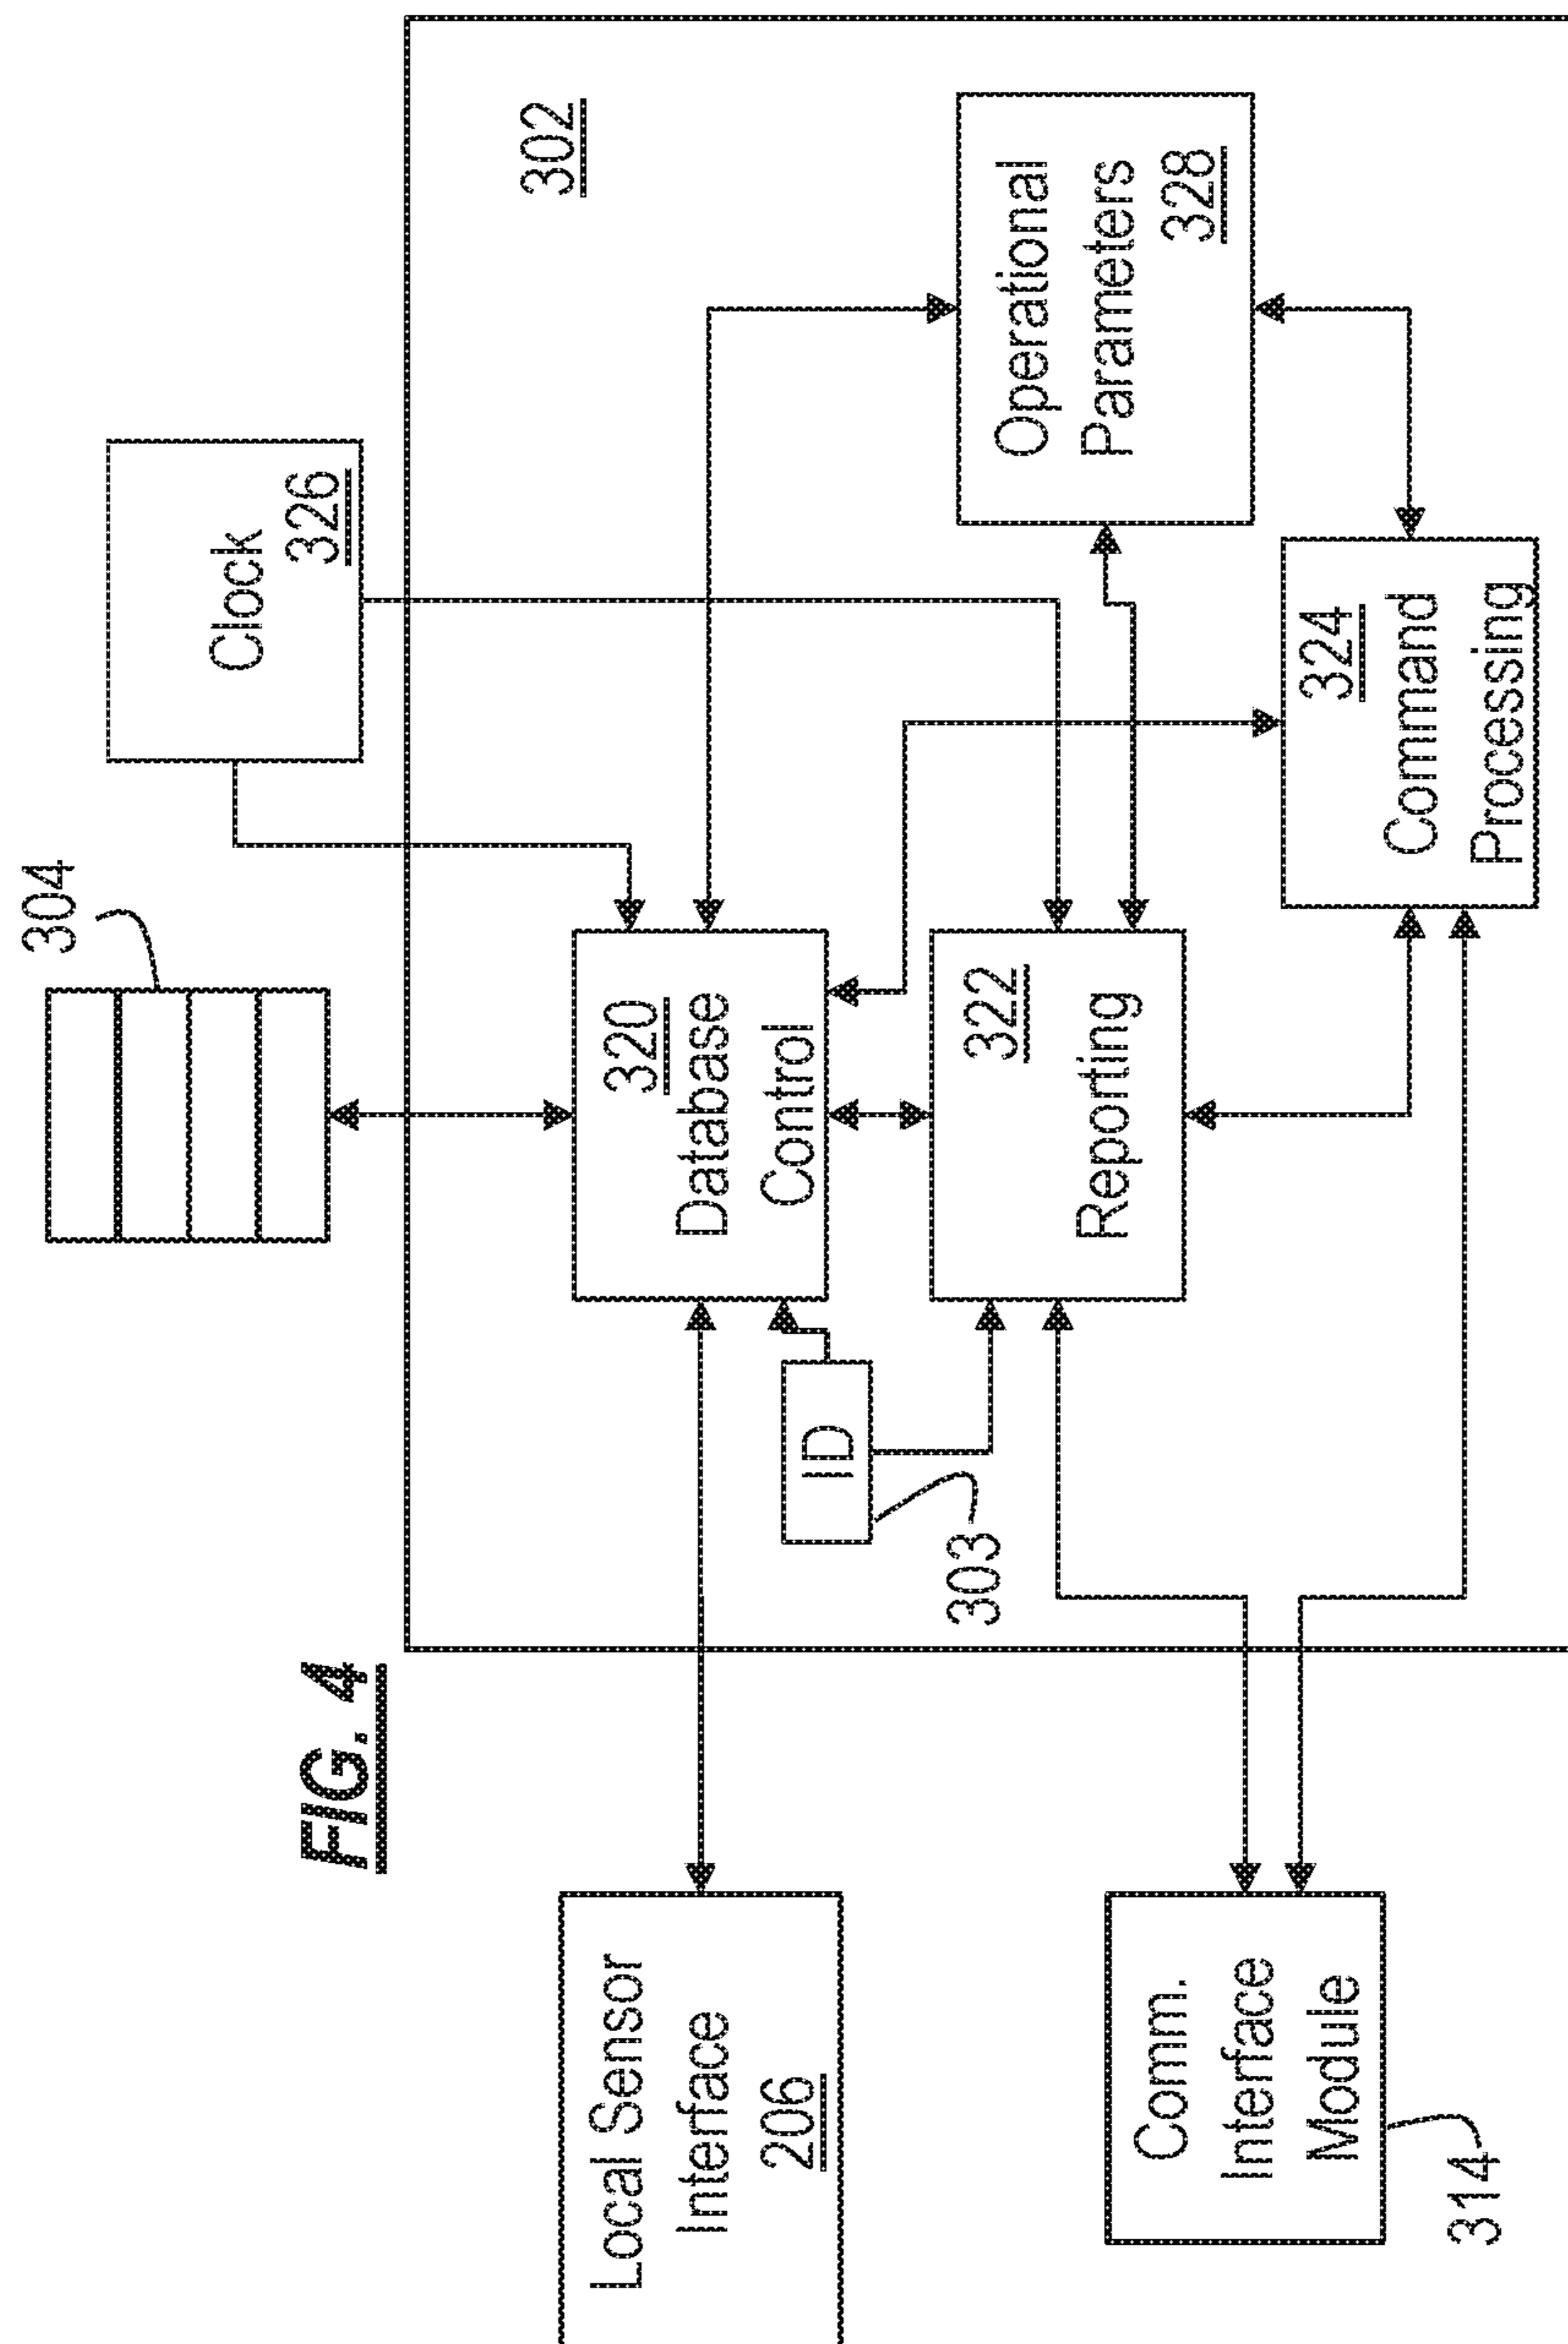 FIG. 4
304
Clock
326
302
Local Sensor
Interface
206
320
Database
Control
ID
303
322
Reporting
Operational
Parameters
328
Comm.
Interface
Module
314
324
Command
Processing